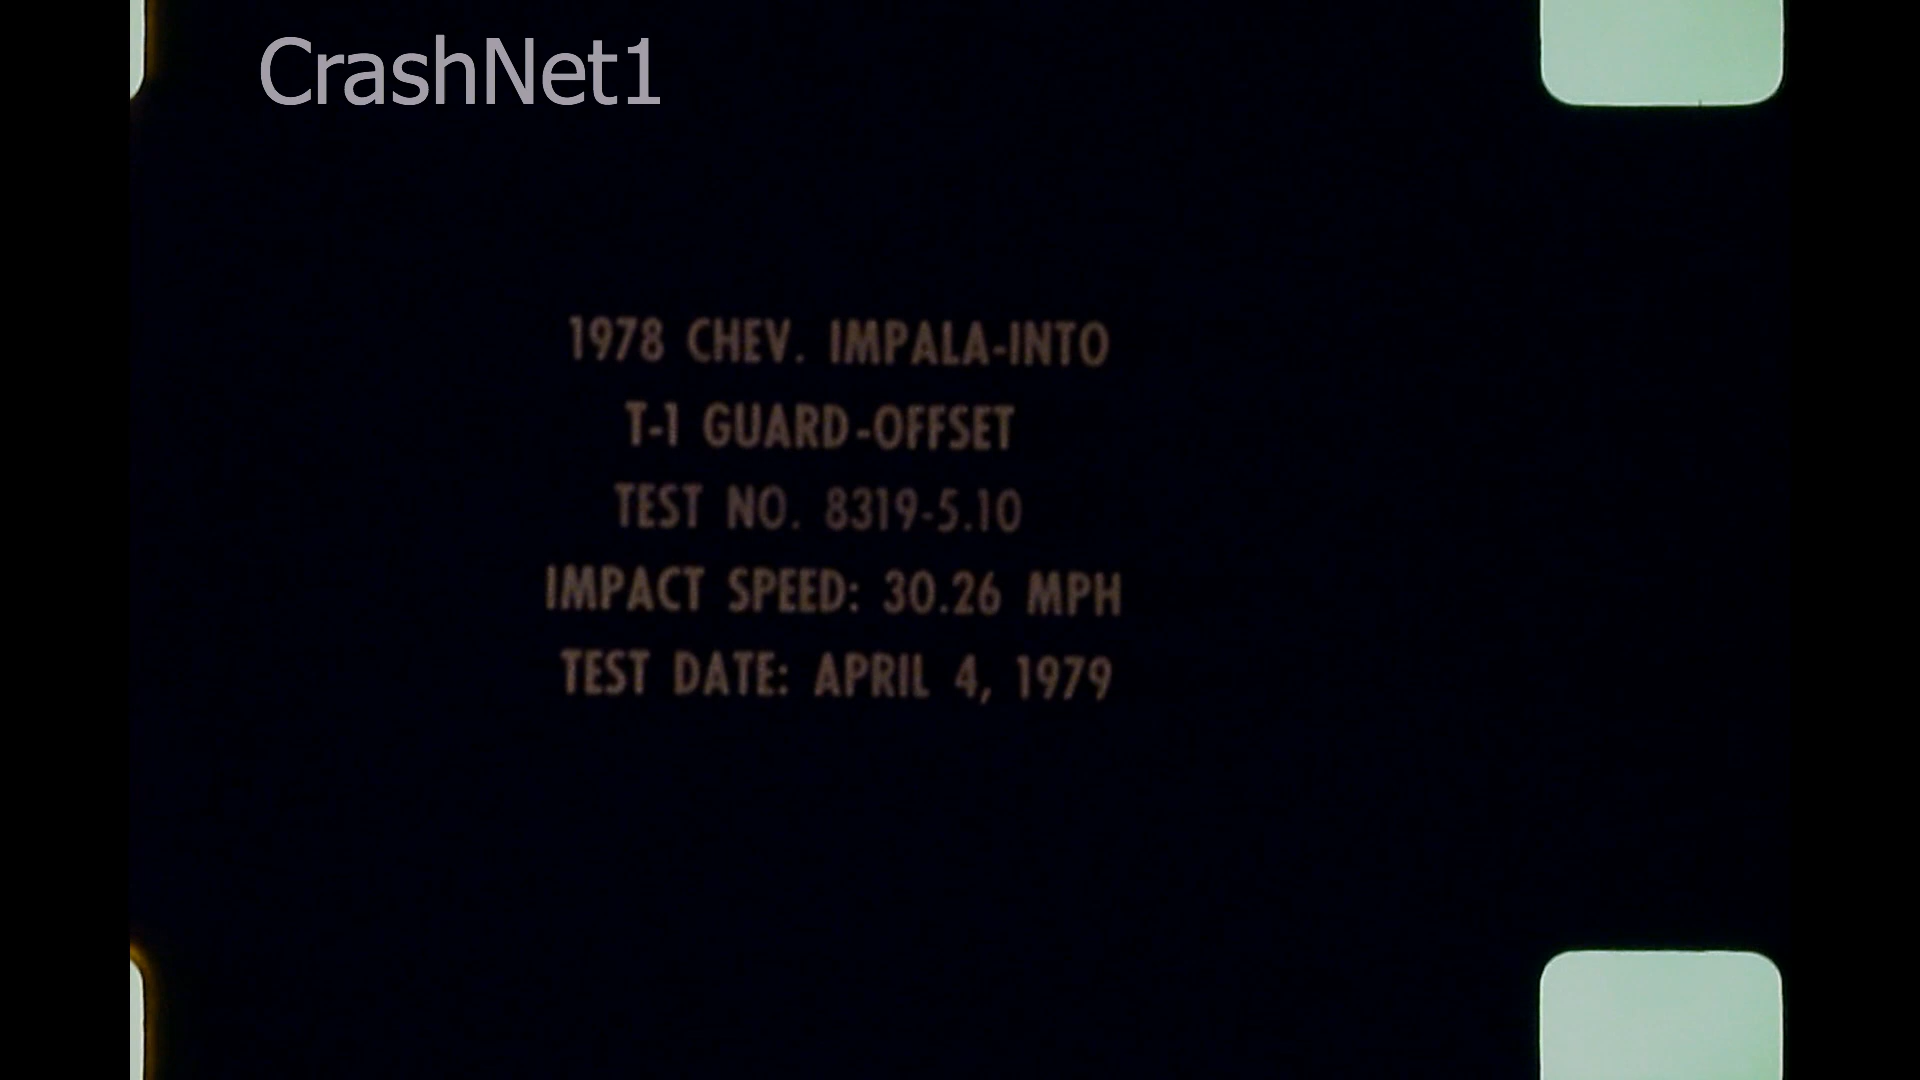 CrashNet1
1978 CHEV. IMPALA-INTO
T-1 GUARD-OFFSET
TEST NO. 8319-5.10
IMPACT SPEED: 30.26 MPH
TEST DATE: APRIL 4, 1979